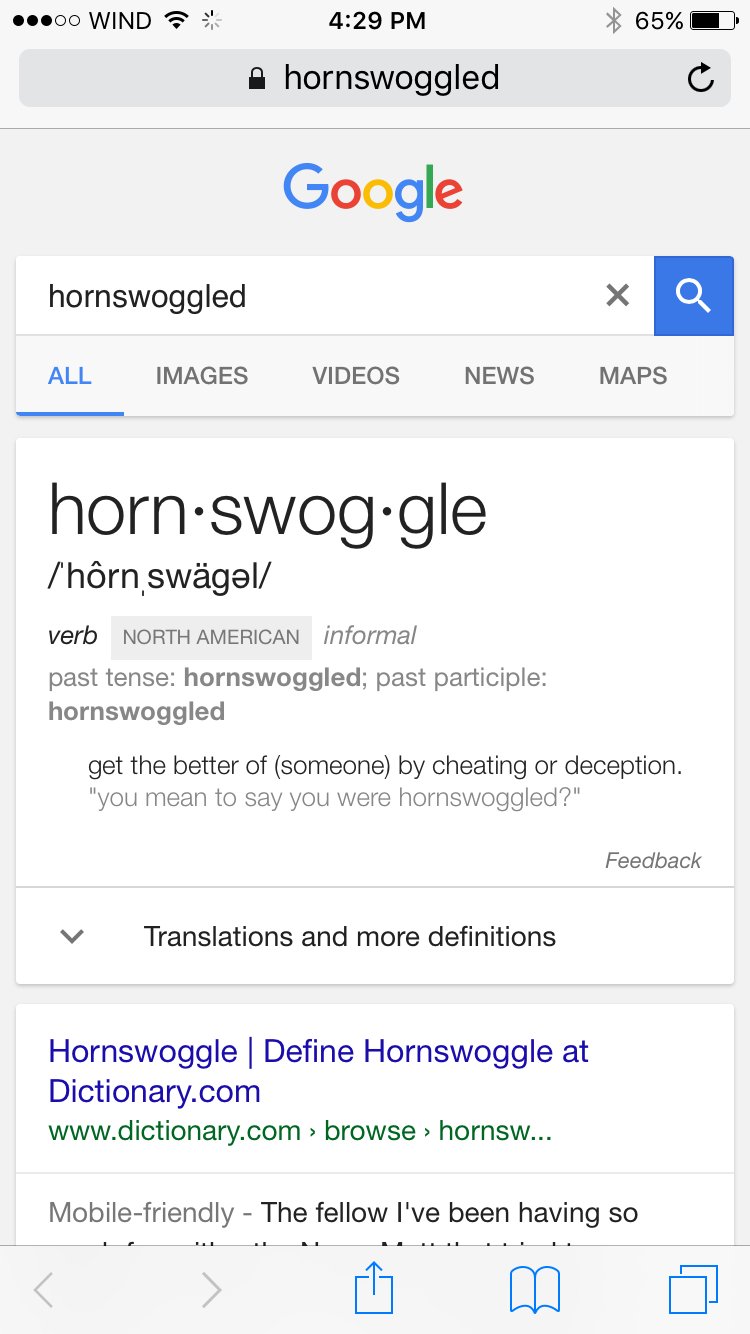 WIND 4:29 PM 65%
hornswoggled
Google
hornswoggled
ALL IMAGES VIDEOS NEWS MAPS
horn·swog·gle
/ˈhôrnˌswäɡəl/
verb NORTH AMERICAN informal
past tense: hornswoggled; past participle:
hornswoggled
get the better of (someone) by cheating or deception.
"you mean to say you were hornswoggled?"
Feedback
Translations and more definitions
Hornswoggle | Define Hornswoggle at
Dictionary.com
www.dictionary.com › browse › hornsw...
Mobile-friendly - The fellow I've been having so